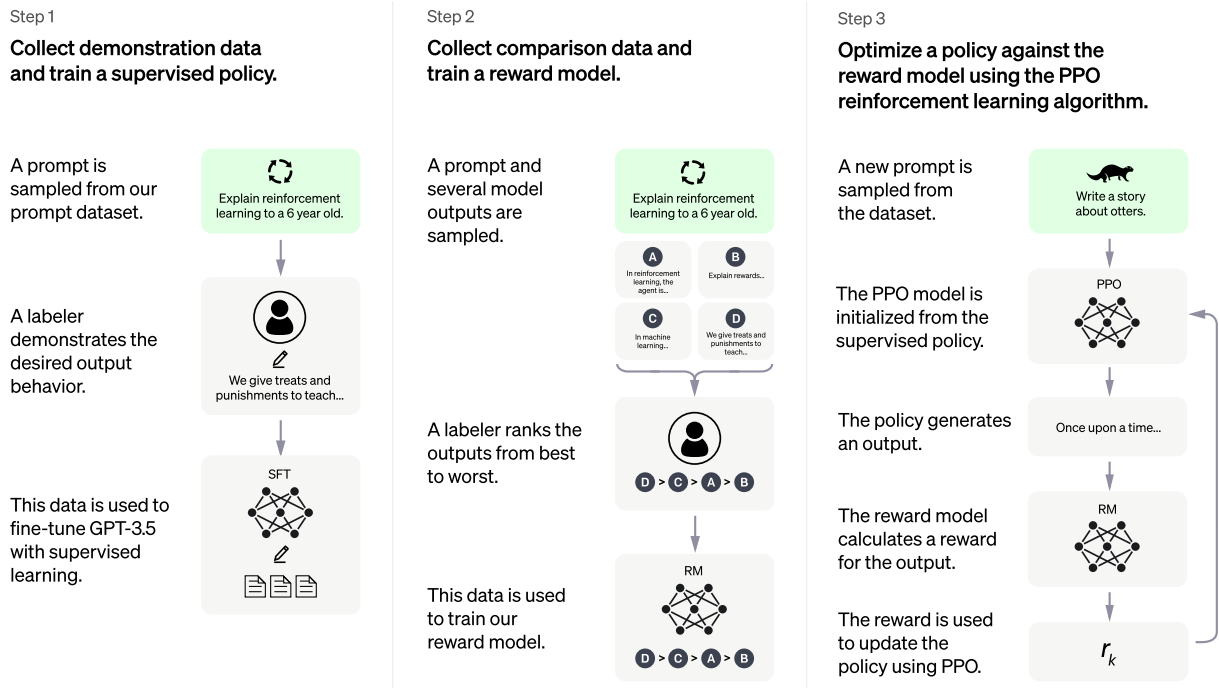 Step 1
Collect demonstration data
and train a supervised policy.
A prompt is
sampled from our
prompt dataset.
Explain reinforcement
learning to a 6 year old.
A labeler
demonstrates the
desired output
behavior.
We give treats and
punishments to teach...
This data is used to
fine-tune GPT-3.5
with supervised
learning.
SFT
Step 2
Collect comparison data and
train a reward model.
A prompt and
several model
outputs are
sampled.
Explain reinforcement
learning to a 6 year old.
A
In reinforcement
learning, the
agent is...
B
Explain rewards...
C
In machine
learning...
D
We give treats and
punishments to
teach...
A labeler ranks the
outputs from best
to worst.
D > C > A > B
This data is used
to train our
reward model.
RM
D > C > A > B
Step 3
Optimize a policy against the
reward model using the PPO
reinforcement learning algorithm.
A new prompt is
sampled from
the dataset.
Write a story
about otters.
The PPO model is
initialized from the
supervised policy.
PPO
The policy generates
an output.
Once upon a time...
The reward model
calculates a reward
for the output.
RM
The reward is used
to update the
policy using PPO.
rk